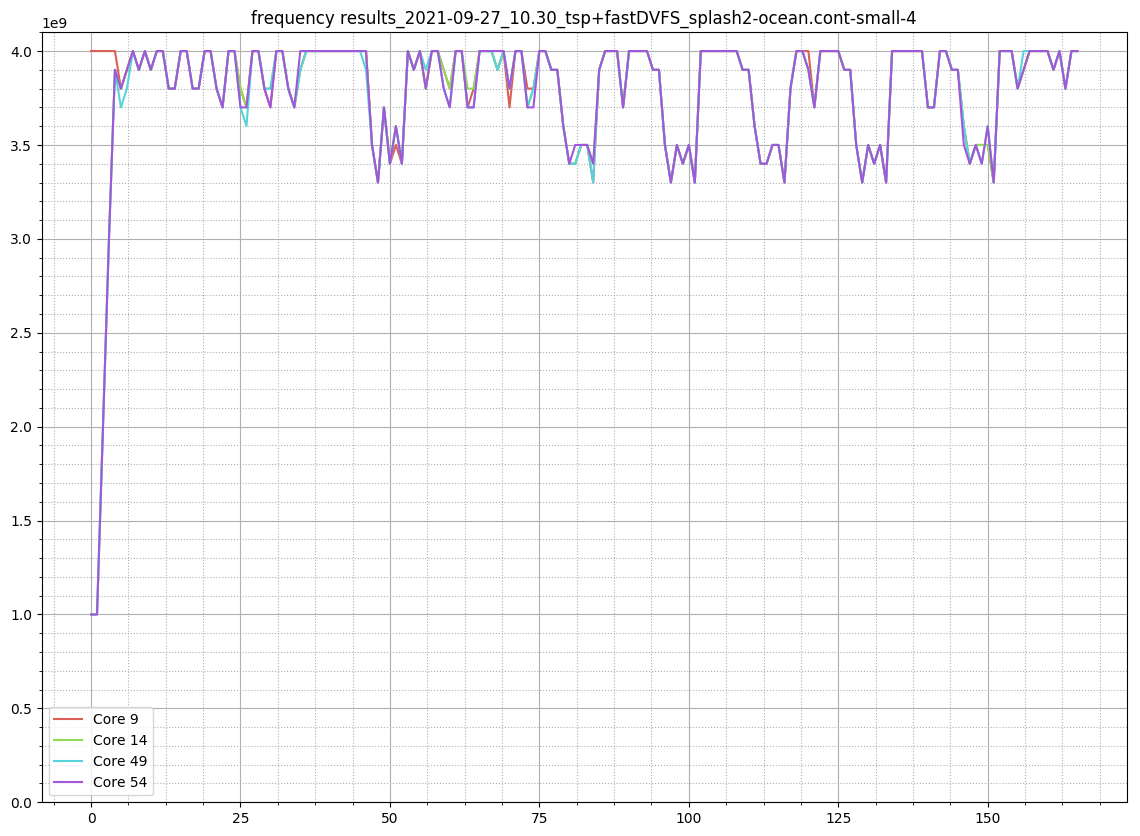 frequency results_2021-09-27_10.30_tsp+fastDVFS_splash2-ocean.cont-small-4
1e9
4.0
3.5
3.0
2.5
2.0
1.5
1.0
0.5
0.0
Core 9
Core 14
Core 49
Core 54
0 25 50 75 100 125 150